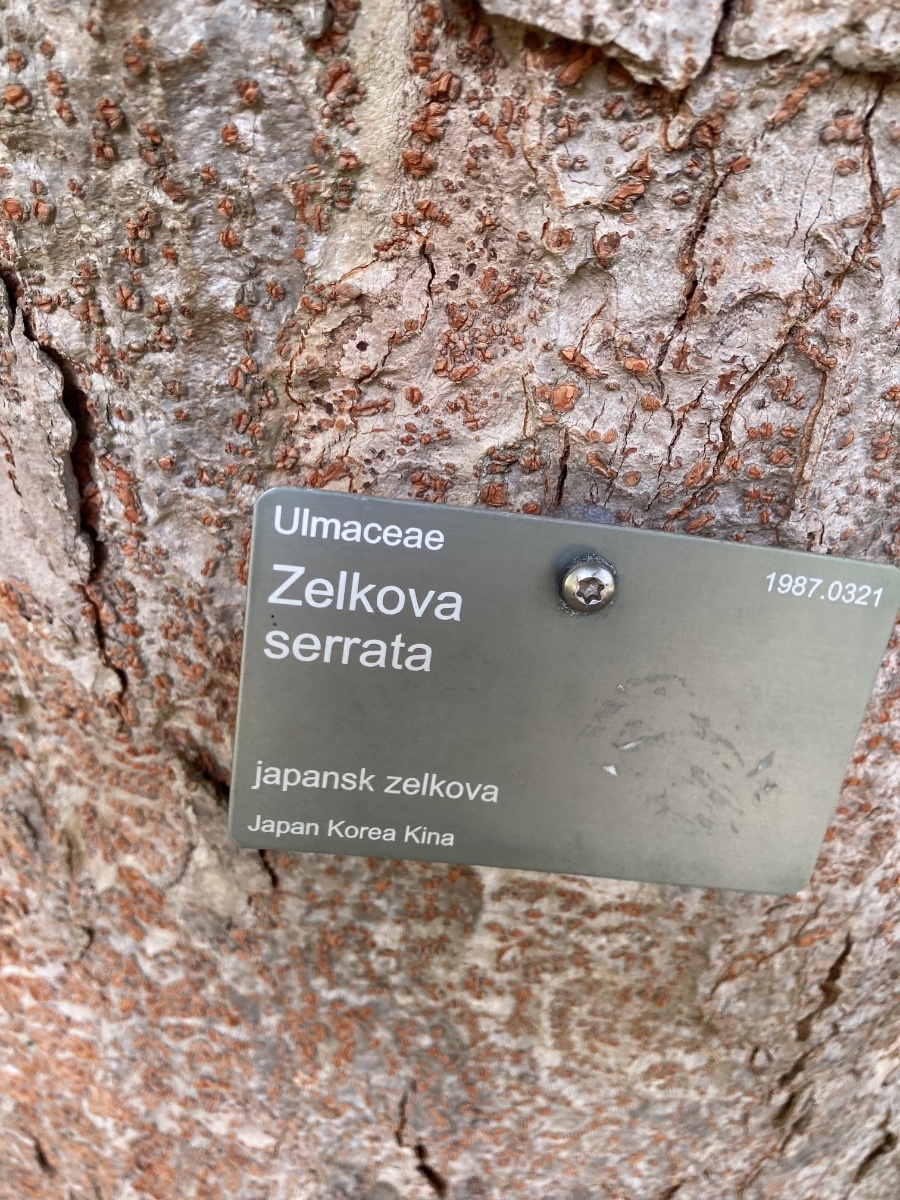 Ulmaceae
1987.0321
Zelkova
serrata
japansk zelkova
Japan Korea Kina